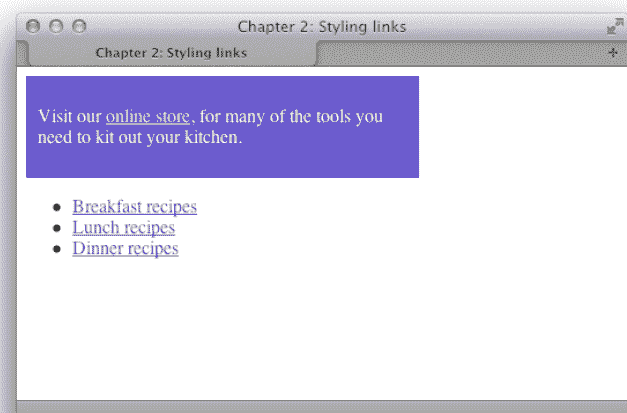 Chapter 2: Styling links
Chapter 2: Styling links
Visit our online store, for many of the tools you
need to kit out your kitchen.
Breakfast recipes
Lunch recipes
Dinner recipes